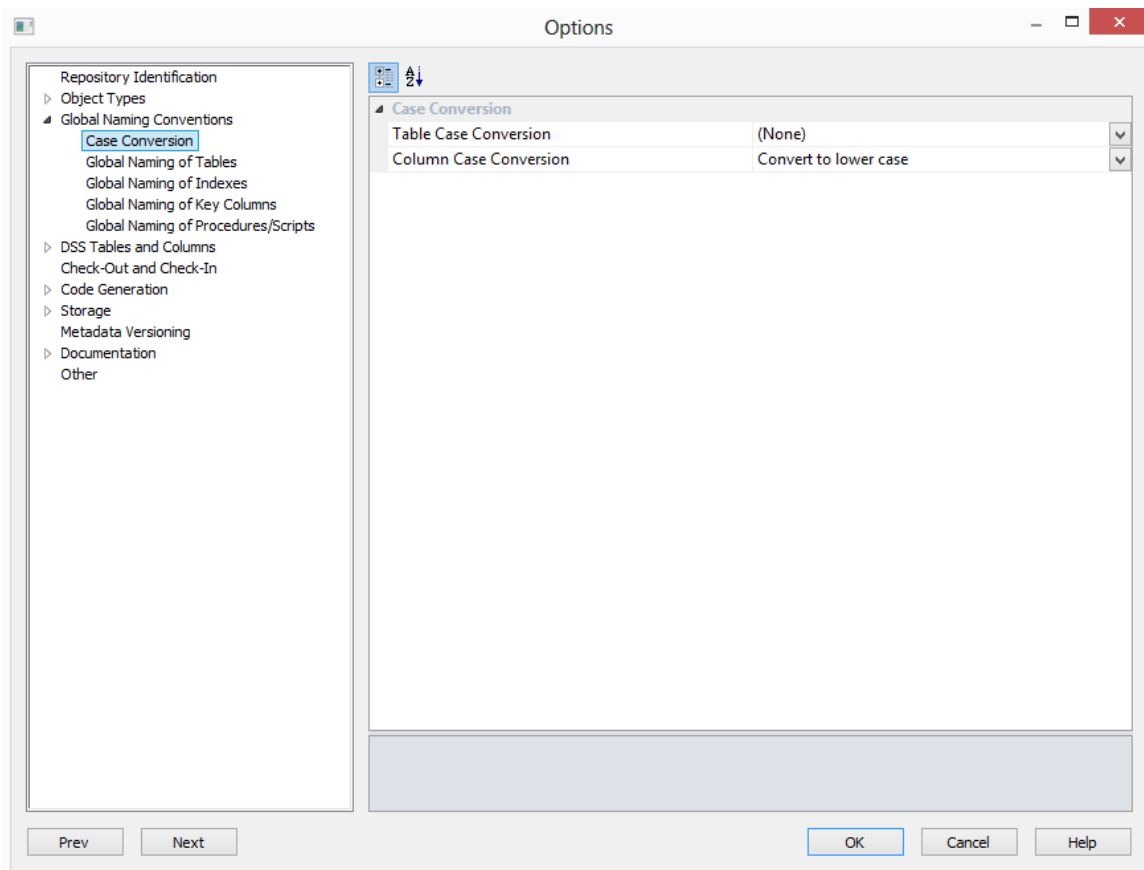 Options
Repository Identification
Object Types
Global Naming Conventions
Case Conversion
Global Naming of Tables
Global Naming of Indexes
Global Naming of Key Columns
Global Naming of Procedures/Scripts
DSS Tables and Columns
Check-Out and Check-In
Code Generation
Storage
Metadata Versioning
Documentation
Other
Case Conversion
Table Case Conversion (None)
Column Case Conversion Convert to lower case
Prev Next OK Cancel Help